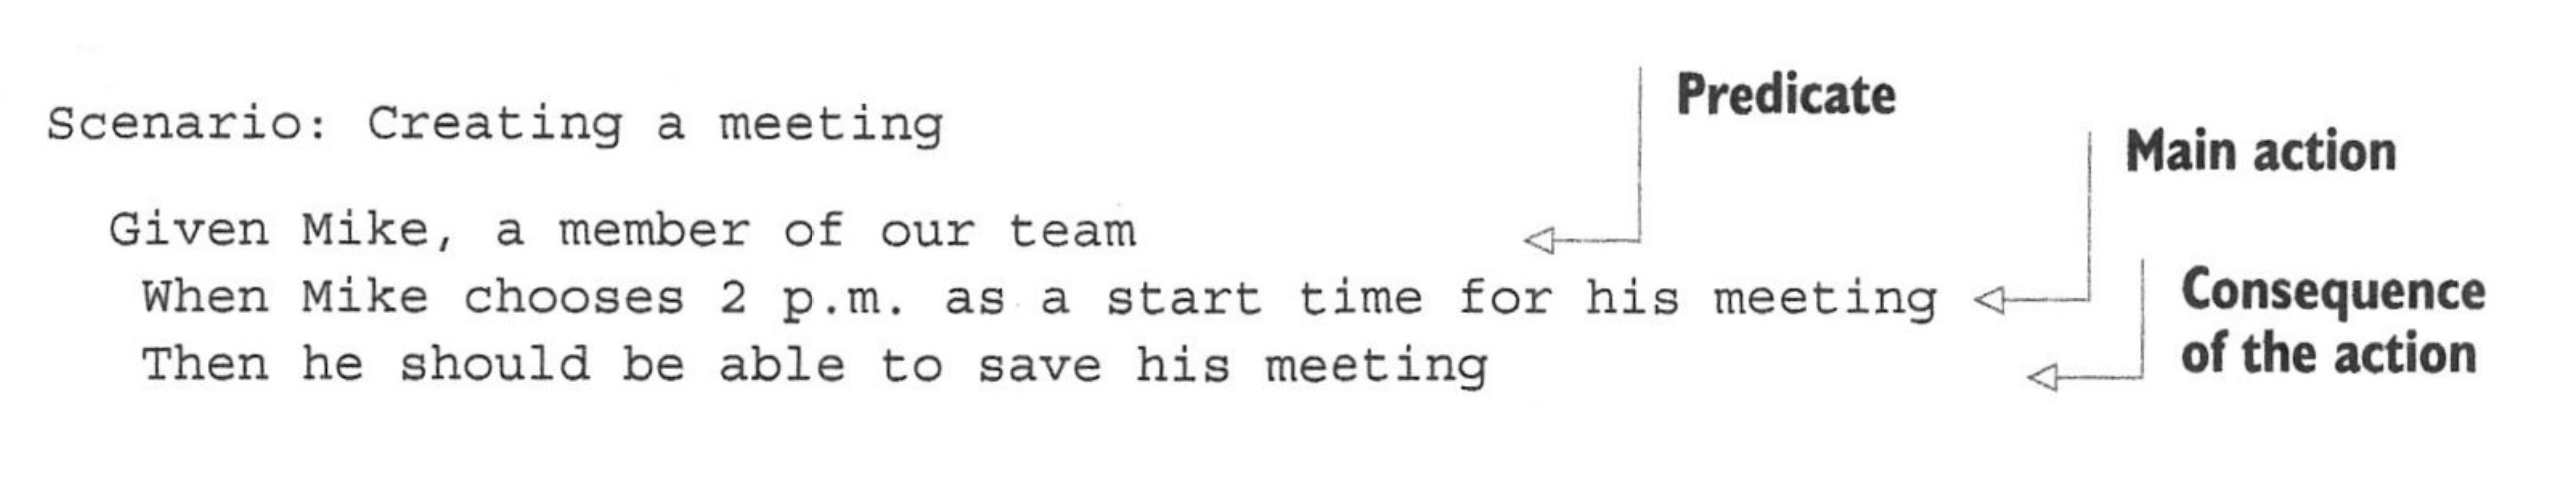 Scenario: Creating a meeting
Given Mike, a member of our team
When Mike chooses 2 p.m. as a start time for his meeting
Then he should be able to save his meeting
Predicate
Main action
Consequence
of the action